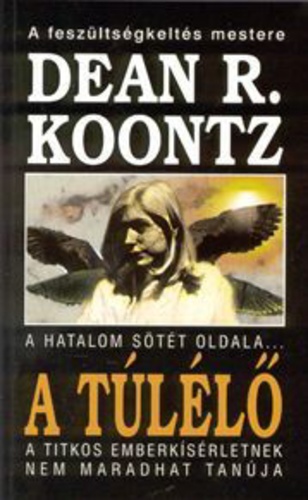 A feszültségkeltés mestere
DEAN R.
KOONTZ
A HATALOM SÖTÉT OLDALA...
A TÚLÉLŐ
A TITKOS EMBERKÍSÉRLETNEK
NEM MARADHAT TANÚJA